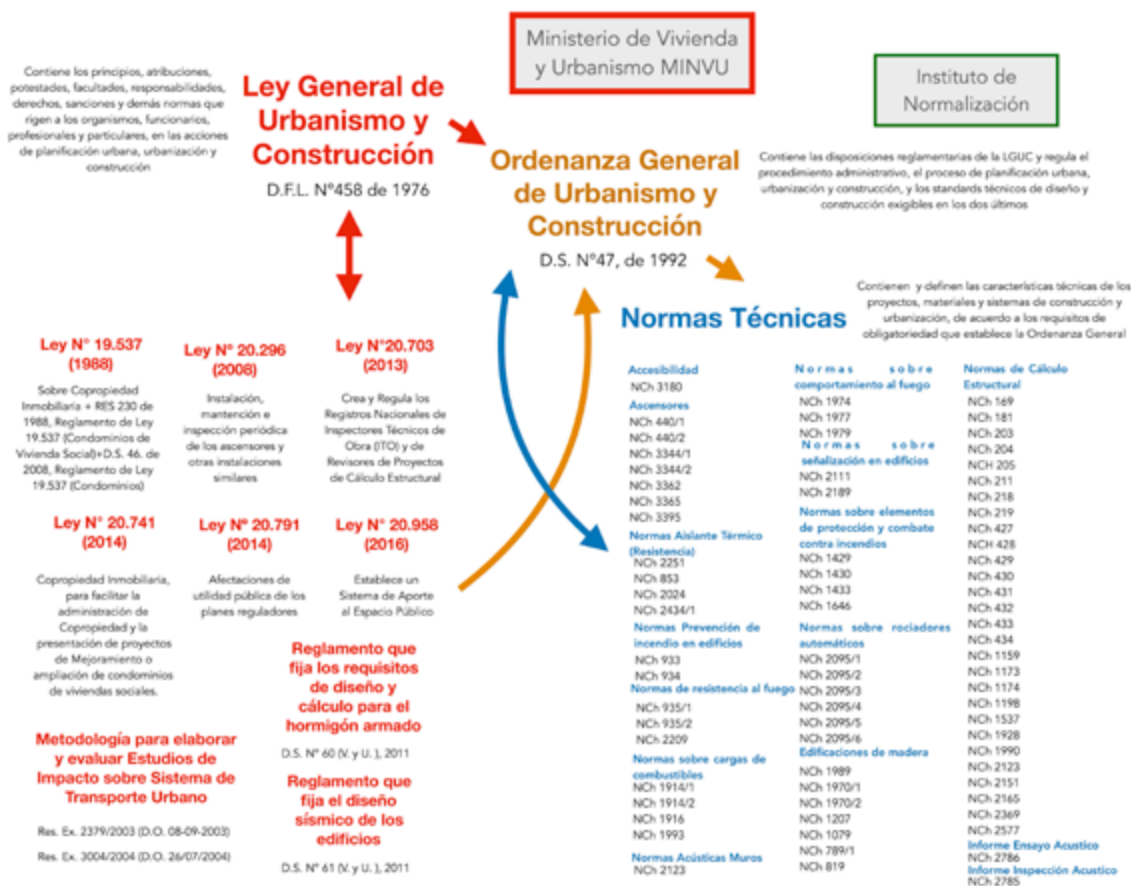 Ministerio de Vivienda
y Urbanismo MINVU
Instituto de
Normalización
Contiene los principios, atribuciones,
potestades, facultades, responsabilidades,
derechos, sanciones y demás normas que
rigen a los organismos, funcionarios,
profesionales y particulares, en las acciones
de planificación urbana, urbanización y
construcción
Ley General de
Urbanismo y
Construcción
D.F.L. N°458 de 1976
Ordenanza General
de Urbanismo y
Construcción
D.S. N°47, de 1992
Contiene las disposiciones reglamentarias de la LGUC y regula el
procedimiento administrativo, el proceso de planificación urbana,
urbanización y construcción, y los standards técnicos de diseño y
construcción exigibles en los dos últimos
Normas Técnicas
Contienen y definen las características técnicas de los
proyectos, materiales y sistemas de construcción y
urbanización, de acuerdo a los requisitos de
obligatoriedad que establece la Ordenanza General
Ley N° 19.537
(1988)
Sobre Copropiedad
Inmobiliaria + RES 230 de
1988, Reglamento de Ley
19.537 (Condominios de
Vivienda Social)+D.S. 46. de
2008, Reglamento de Ley
19.537 (Condominios)
Ley N° 20.296
(2008)
Instalación,
mantención e
inspección periódica
de los ascensores y
otras instalaciones
similares
Ley N°20.703
(2013)
Crea y Regula los
Registros Nacionales de
Inspectores Técnicos de
Obra (ITO) y de
Revisores de Proyectos
de Cálculo Estructural
Ley N° 20.741
(2014)
Copropiedad Inmobiliaria,
para facilitar la
administración de
Copropiedad y la
presentación de proyectos
de Mejoramiento o
ampliación de condominios
de viviendas sociales.
Ley Nº 20.791
(2014)
Afectaciones de
utilidad pública de los
planes reguladores
Ley N° 20.958
(2016)
Establece un
Sistema de Aporte
al Espacio Público
Reglamento que
fija los requisitos
de diseño y
cálculo para el
hormigón armado
D.S. N° 60 (V. y U. ), 2011
Reglamento que
fija el diseño
sísmico de los
edificios
D.S. N° 61 (V. y U. ), 2011
Metodología para elaborar
y evaluar Estudios de
Impacto sobre Sistema de
Transporte Urbano
Res. Ex. 2379/2003 (D.O. 08-09-2003)
Res. Ex. 3004/2004 (D.O. 26/07/2004)
Accesibilidad
NCh 3180
Ascensores
NCh 440/1
NCh 440/2
NCh 3344/1
NCh 3344/2
NCh 3362
NCh 3365
NCh 3395
Normas Aislante Térmico
(Resistencia)
NCh 2251
NCh 853
NCh 2024
NCh 2434/1
Normas Prevención de
incendio en edificios
NCh 933
NCh 934
Normas de resistencia al fuego
NCh 935/1
NCh 935/2
NCh 2209
Normas sobre cargas de
combustibles
NCh 1914/1
NCh 1914/2
NCh 1916
NCh 1993
Normas Acústicas Muros
NCh 2123
Normas sobre
comportamiento al fuego
NCh 1974
NCh 1977
NCh 1979
Normas sobre
señalización en edificios
NCh 2111
NCh 2189
Normas sobre elementos
de protección y combate
contra incendios
NCh 1429
NCh 1430
NCh 1433
NCh 1646
Normas sobre rociadores
automáticos
NCh 2095/1
NCh 2095/2
NCh 2095/3
NCh 2095/4
NCh 2095/5
NCh 2095/6
Edificaciones de madera
NCh 1989
NCh 1970/1
NCh 1970/2
NCh 1207
NCh 1079
NCh 789/1
NCh 819
Normas de Cálculo
Estructural
NCh 169
NCh 181
NCh 203
NCh 204
NCH 205
NCh 211
NCh 218
NCh 219
NCh 427
NCH 428
NCh 429
NCh 430
NCh 431
NCh 432
NCh 433
NCh 434
NCh 1159
NCh 1173
NCh 1174
NCh 1198
NCh 1537
NCh 1928
NCh 1990
NCh 2123
NCh 2151
NCh 2165
NCh 2369
NCh 2577
Informe Ensayo Acustico
NCh 2786
Informe Inspección Acustico
NCh 2785